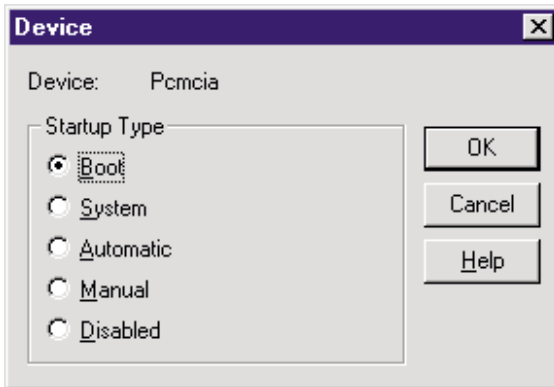 Device
Device: Pcmcia
Startup Type
Boot
System
Automatic
Manual
Disabled
OK
Cancel
Help